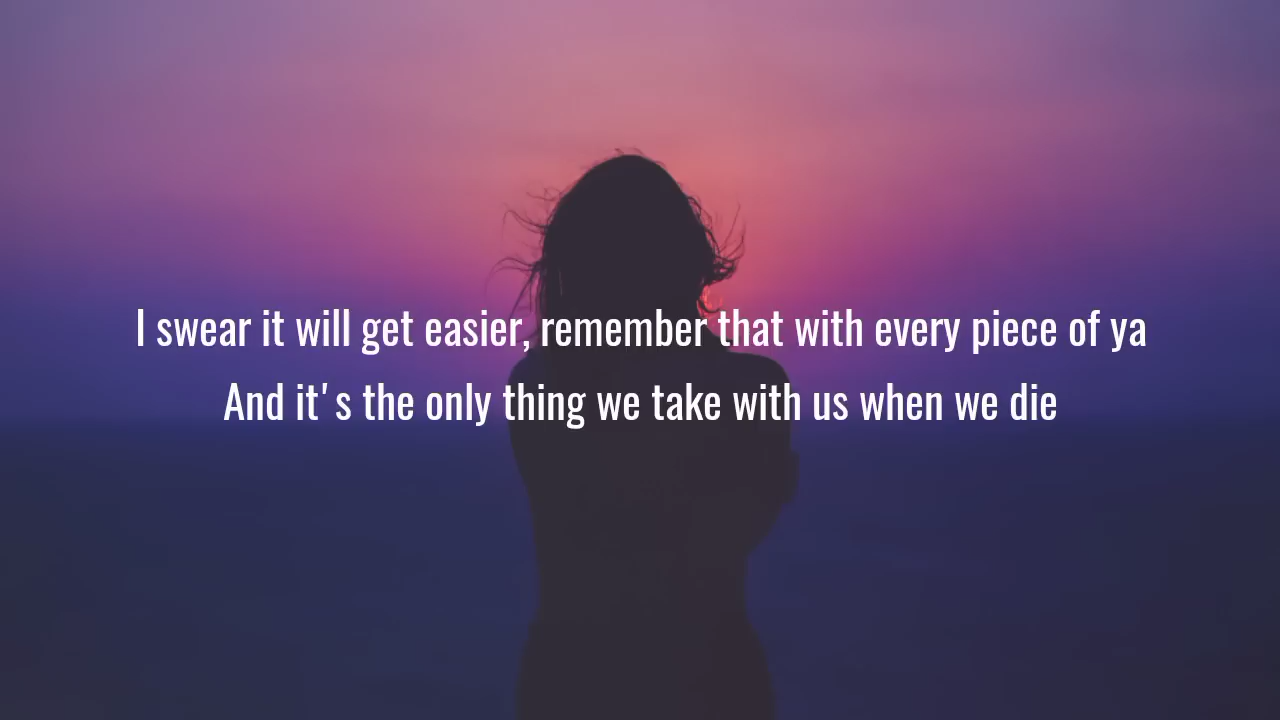 I swear it will get easier, remember that with every piece of ya
And it's the only thing we take with us when we die